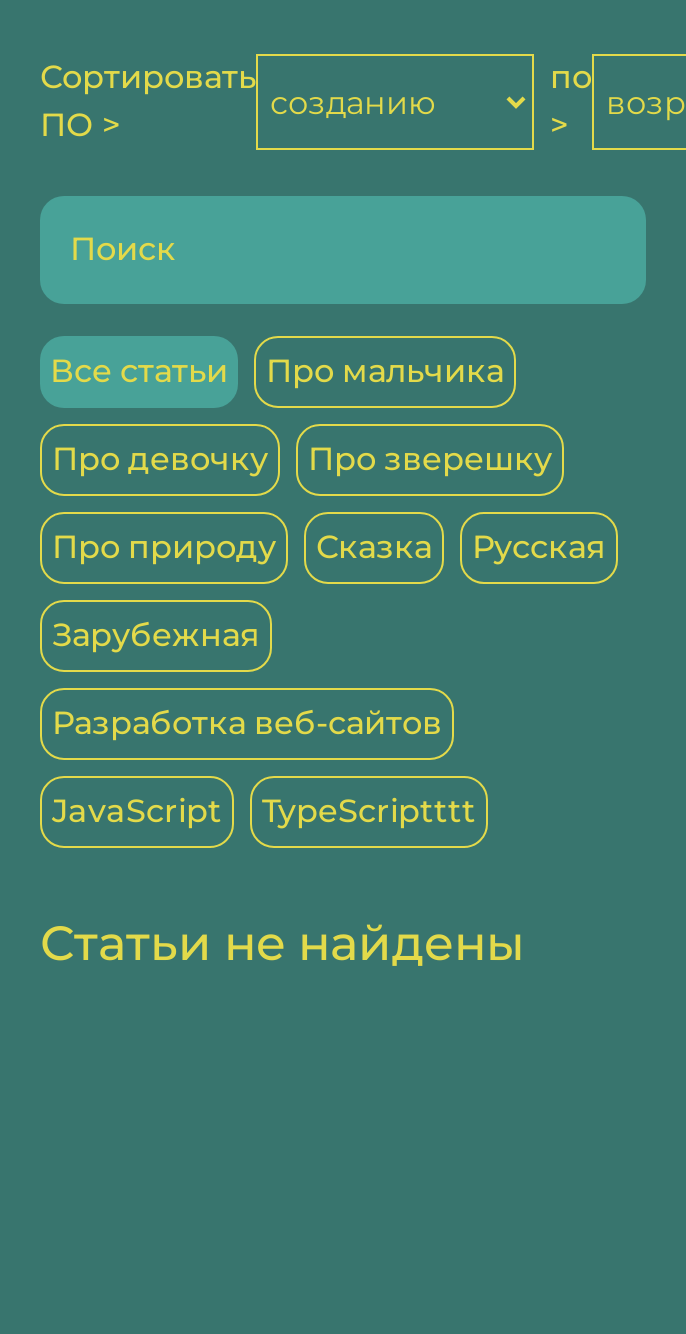 Сортировать созданию по возр
ПО > >
Поиск
Все статьи Про мальчика
Про девочку Про зверешку
Про природу Сказка Русская
Зарубежная
Разработка веб-сайтов
JavaScript TypeScriptttt
Статьи не найдены